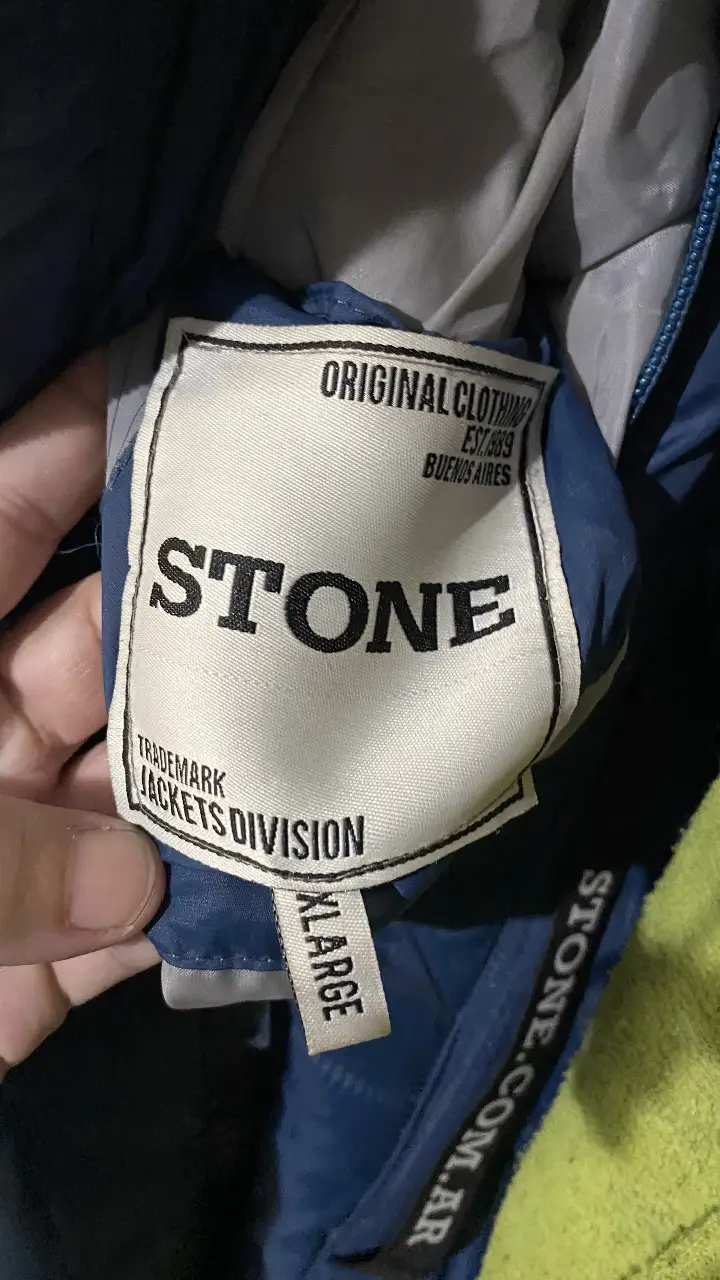 ORIGINAL CLOTHING
EST.1989
BUENOS AIRES
STONE
TRADEMARK
JACKETS DIVISION
XLARGE
STONE.COM.AR